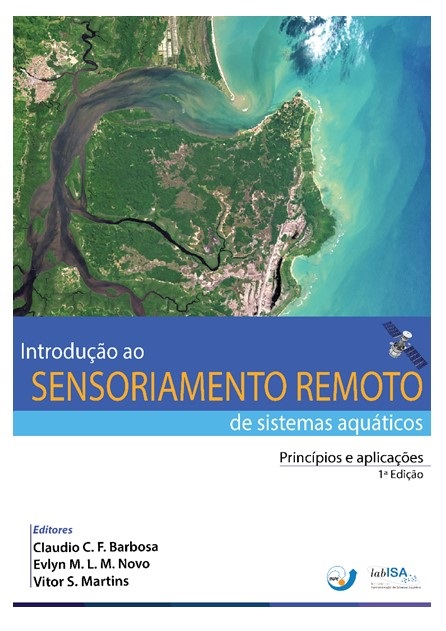 Introdução ao
SENSORIAMENTO REMOTO
de sistemas aquáticos
Princípios e aplicações
1ª Edição
Editores
Claudio C. F. Barbosa
Evlyn M. L. M. Novo
Vitor S. Martins
INPE
labISA